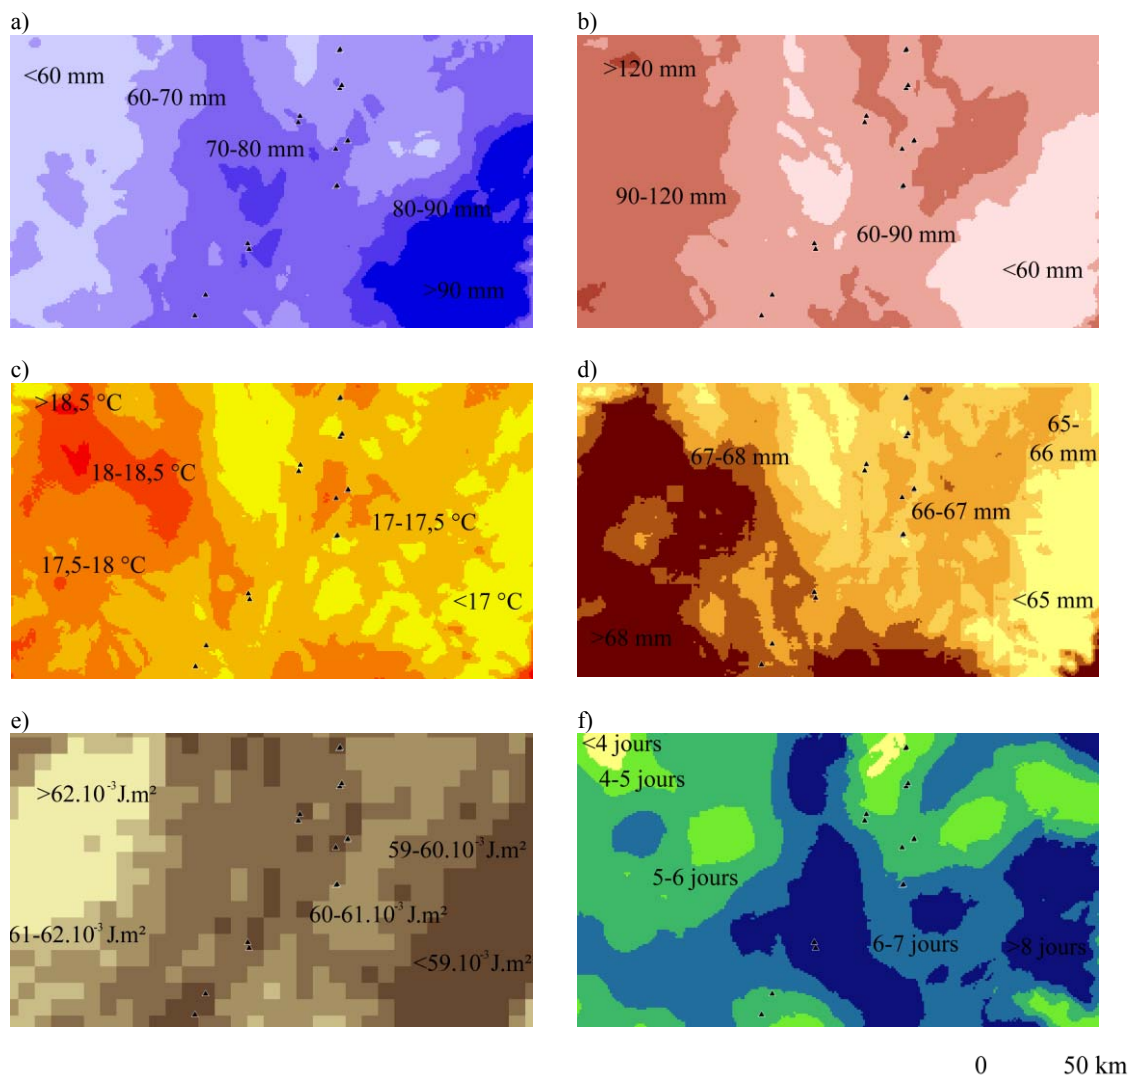 a)
<60 mm
60-70 mm
70-80 mm
80-90 mm
>90 mm
b)
>120 mm
90-120 mm
60-90 mm
<60 mm
c)
>18,5 °C
18-18,5 °C
17-17,5 °C
17,5-18 °C
<17 °C
d)
65-
66 mm
67-68 mm
66-67 mm
<65 mm
>68 mm
e)
>62.10⁻³J.m²
59-60.10⁻³J.m²
60-61.10⁻³J.m²
61-62.10⁻³J.m²
<59.10⁻³J.m²
f)
<4 jours
4-5 jours
5-6 jours
6-7 jours
>8 jours
0 50 km